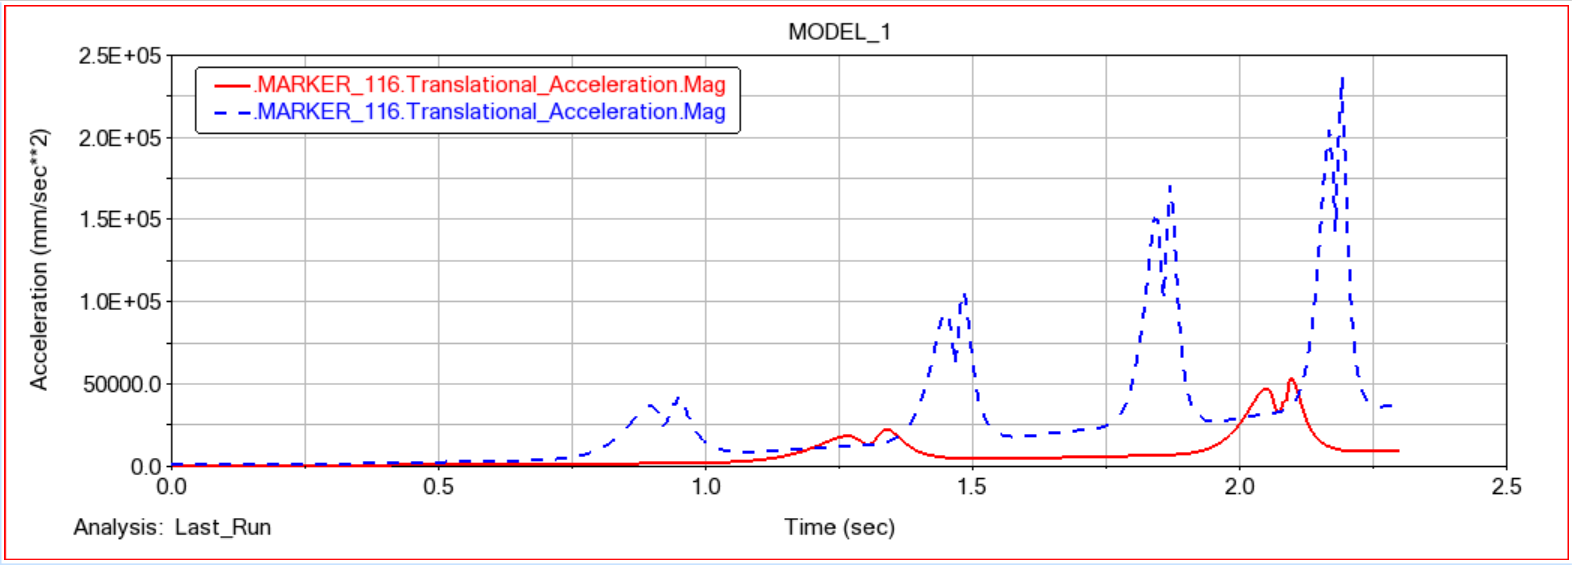 MODEL_1
2.5E+05
2.0E+05
1.5E+05
1.0E+05
50000.0
0.0
Acceleration (mm/sec**2)
.MARKER_116.Translational_Acceleration.Mag
.MARKER_116.Translational_Acceleration.Mag
0.0 0.5 1.0 1.5 2.0 2.5
Analysis: Last_Run
Time (sec)